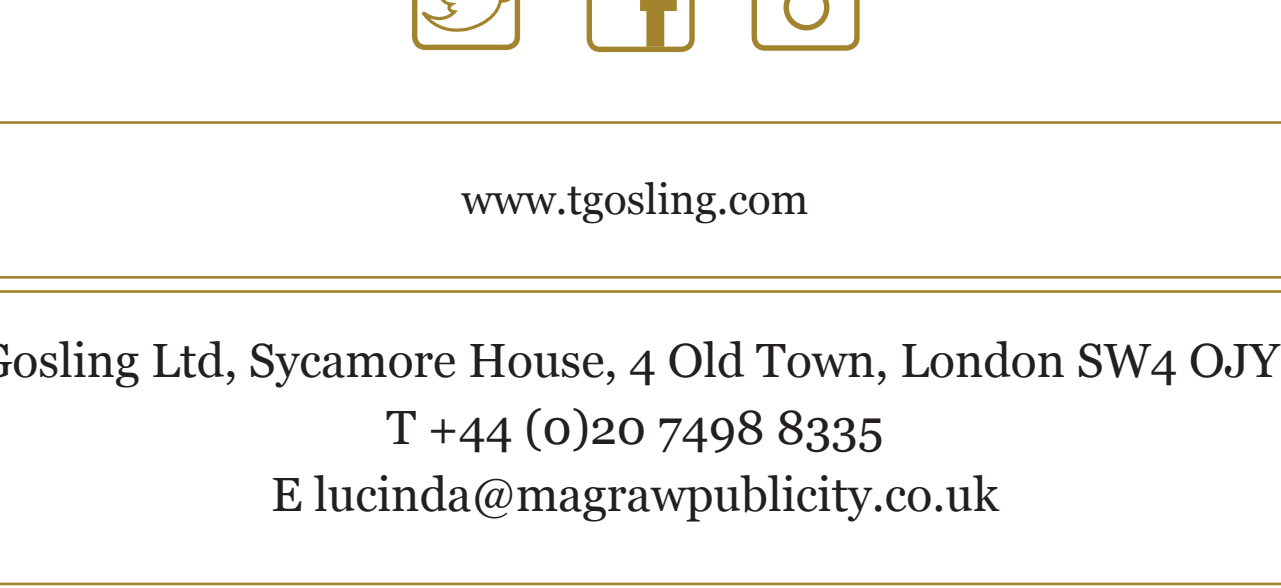 www.tgosling.com
Gosling Ltd, Sycamore House, 4 Old Town, London SW4 OJY
T +44 (0)20 7498 8335
E lucinda@magrawpublicity.co.uk